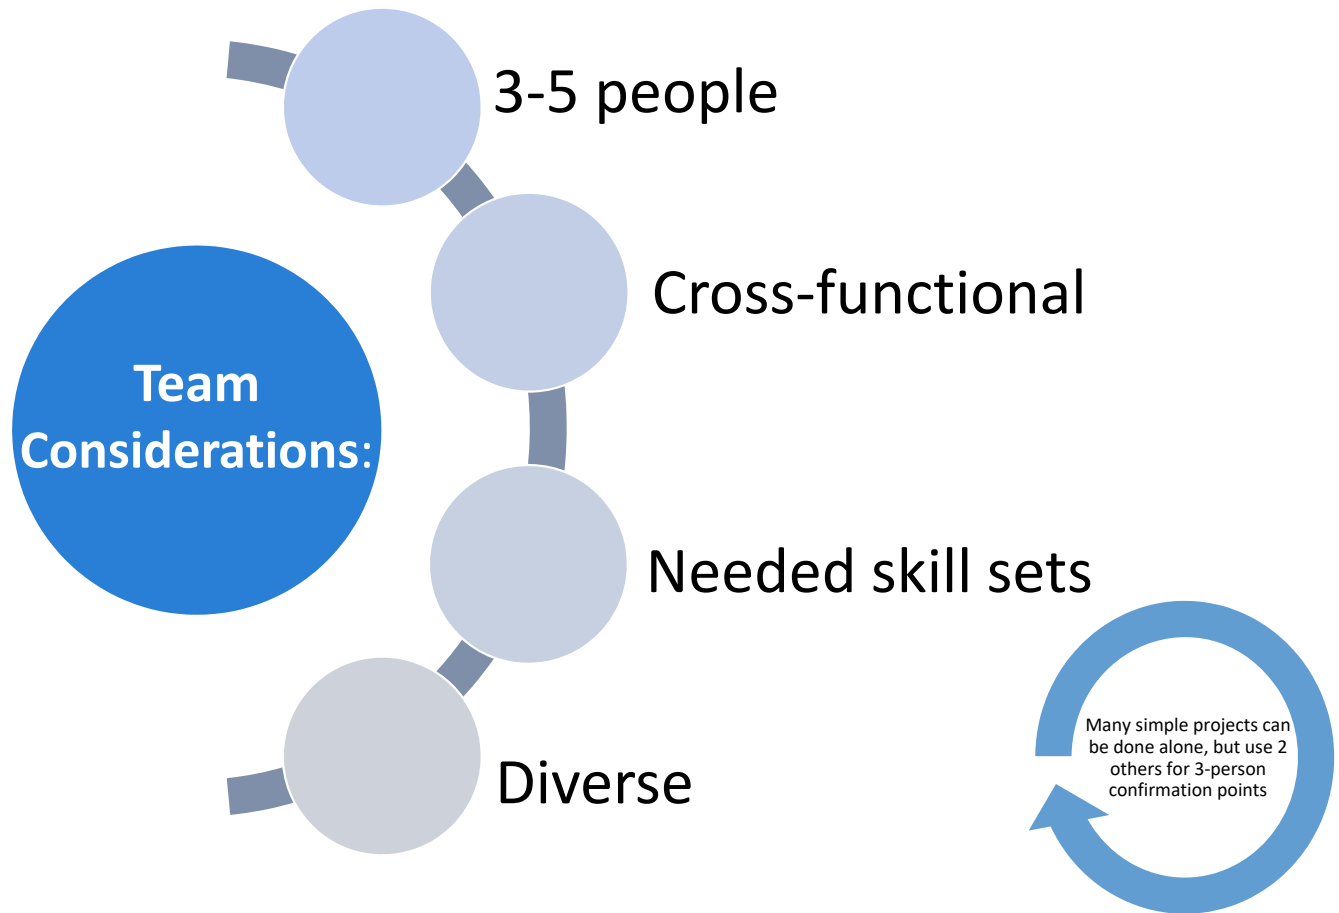 3-5 people
Cross-functional
Team
Considerations:
Needed skill sets
Many simple projects can
be done alone, but use 2
others for 3-person
confirmation points
Diverse